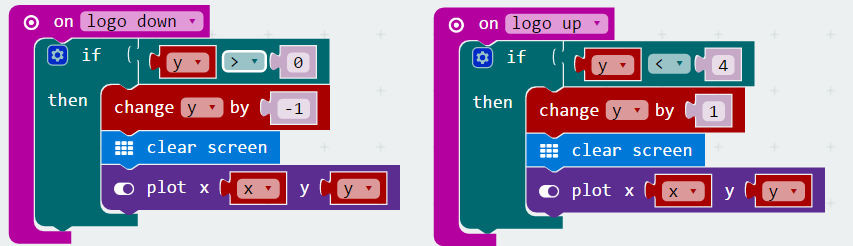 on logo down
if y > 0
then change y by -1
clear screen
plot x x y y
on logo up
if y < 4
then change y by 1
clear screen
plot x x y y